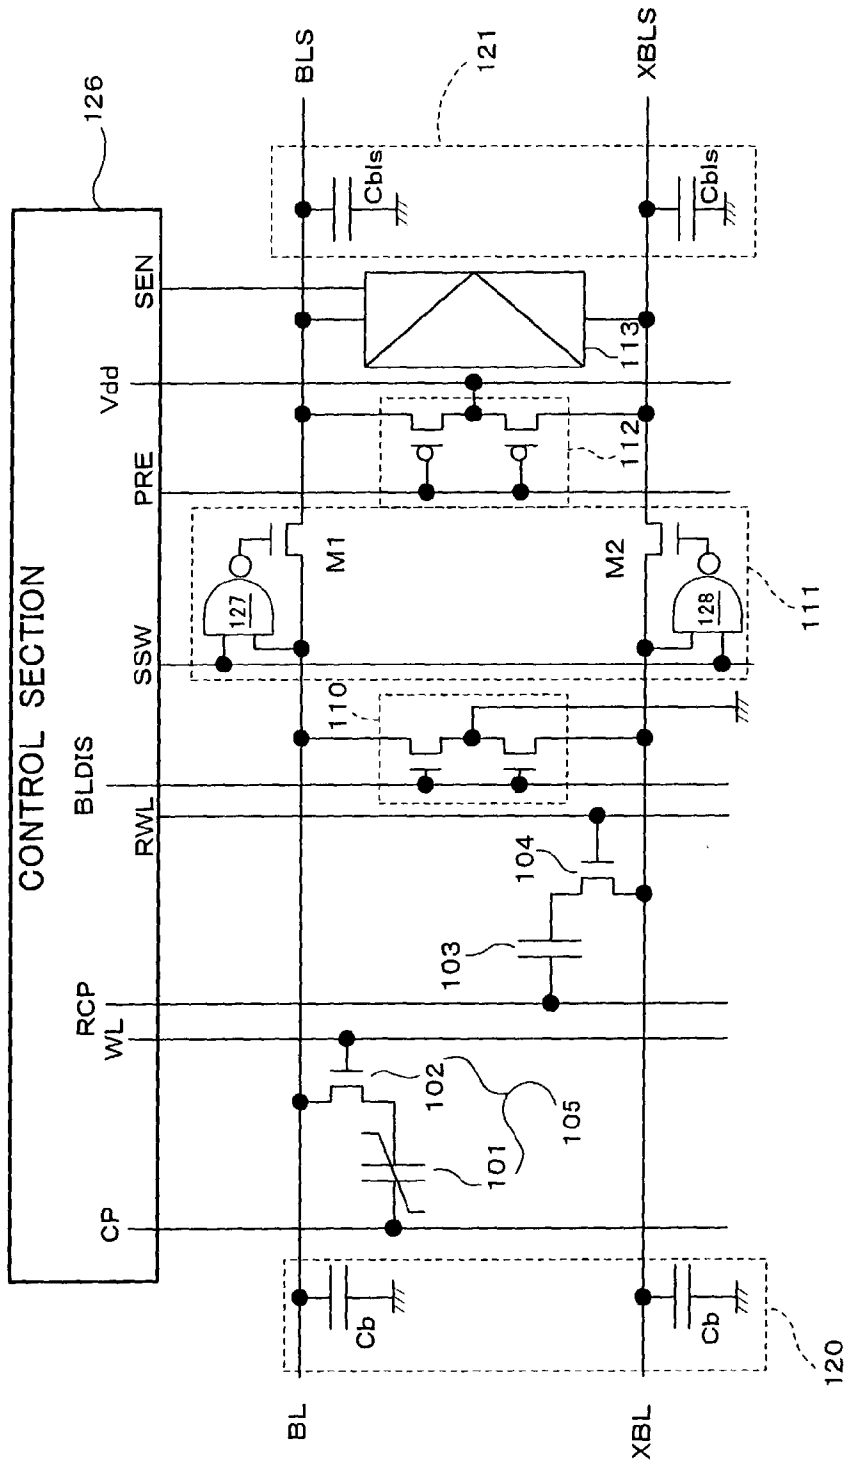 CONTROL SECTION
126
CP
WL
RCP
RWL
BLDIS
SSW
PRE
Vdd
SEN
BL
BLS
XBL
XBLS
Cb
Cb
Cbls
Cbls
101
102
105
103
104
110
127
M1
M2
128
111
112
113
120
121